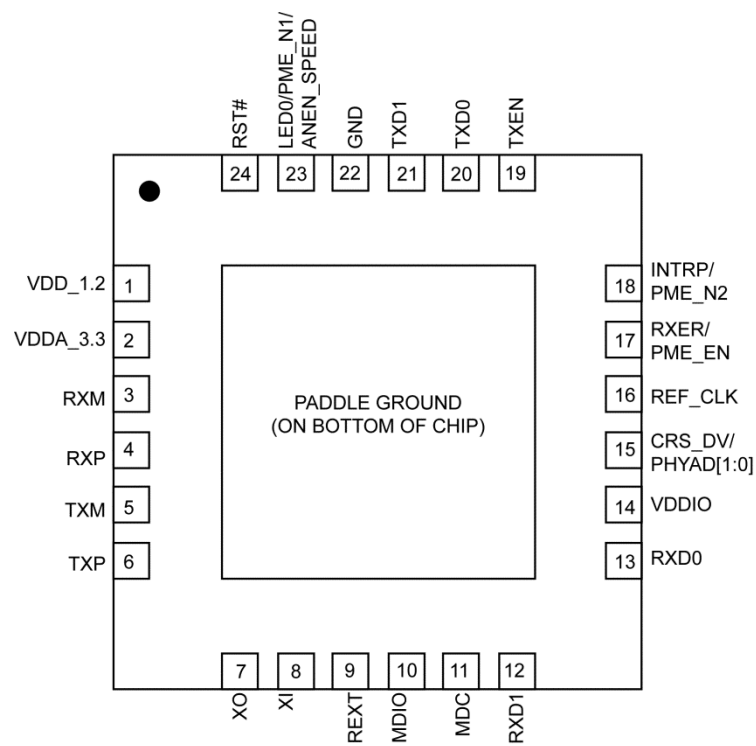 RST#
LED0/PME_N1/
ANEN_SPEED
GND
TXD1
TXD0
TXEN
24
23
22
21
20
19
VDD_1.2
1
VDDA_3.3
2
RXM
3
RXP
4
TXM
5
TXP
6
PADDLE GROUND
(ON BOTTOM OF CHIP)
18
INTRP/
PME_N2
17
RXER/
PME_EN
16
REF_CLK
15
CRS_DV/
PHYAD[1:0]
14
VDDIO
13
RXD0
7
8
9
10
11
12
XO
XI
REXT
MDIO
MDC
RXD1